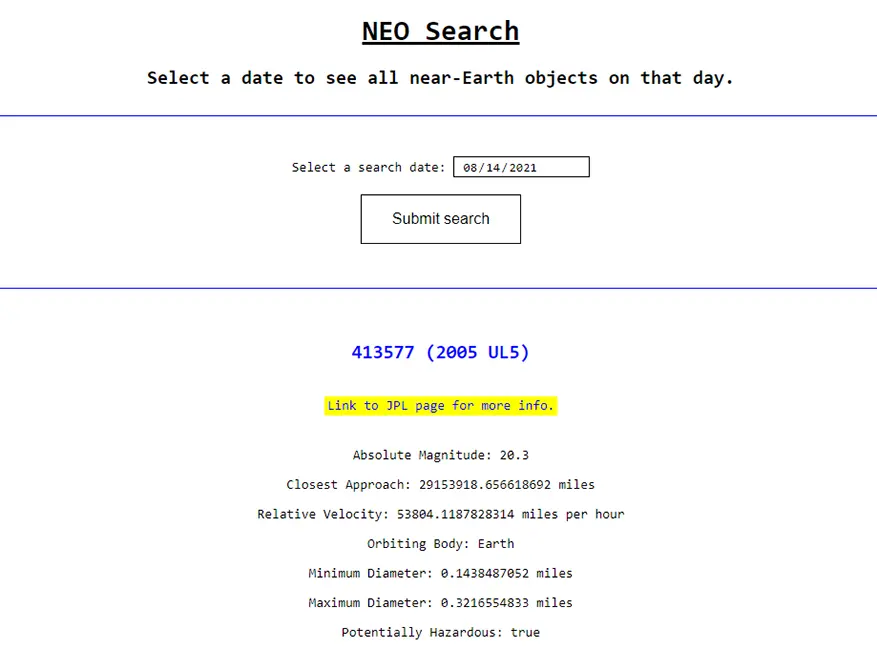 NEO Search
Select a date to see all near-Earth objects on that day.
Select a search date: 08/14/2021
Submit search
413577 (2005 UL5)
Link to JPL page for more info.
Absolute Magnitude: 20.3
Closest Approach: 29153918.656618692 miles
Relative Velocity: 53804.1187828314 miles per hour
Orbiting Body: Earth
Minimum Diameter: 0.1438487052 miles
Maximum Diameter: 0.3216554833 miles
Potentially Hazardous: true